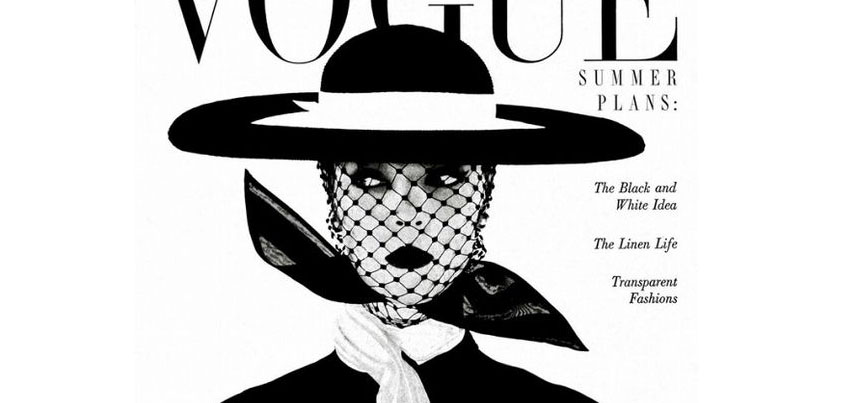 VOGUE
SUMMER
PLANS:
The Black and
White Idea
The Linen Life
Transparent
Fashions